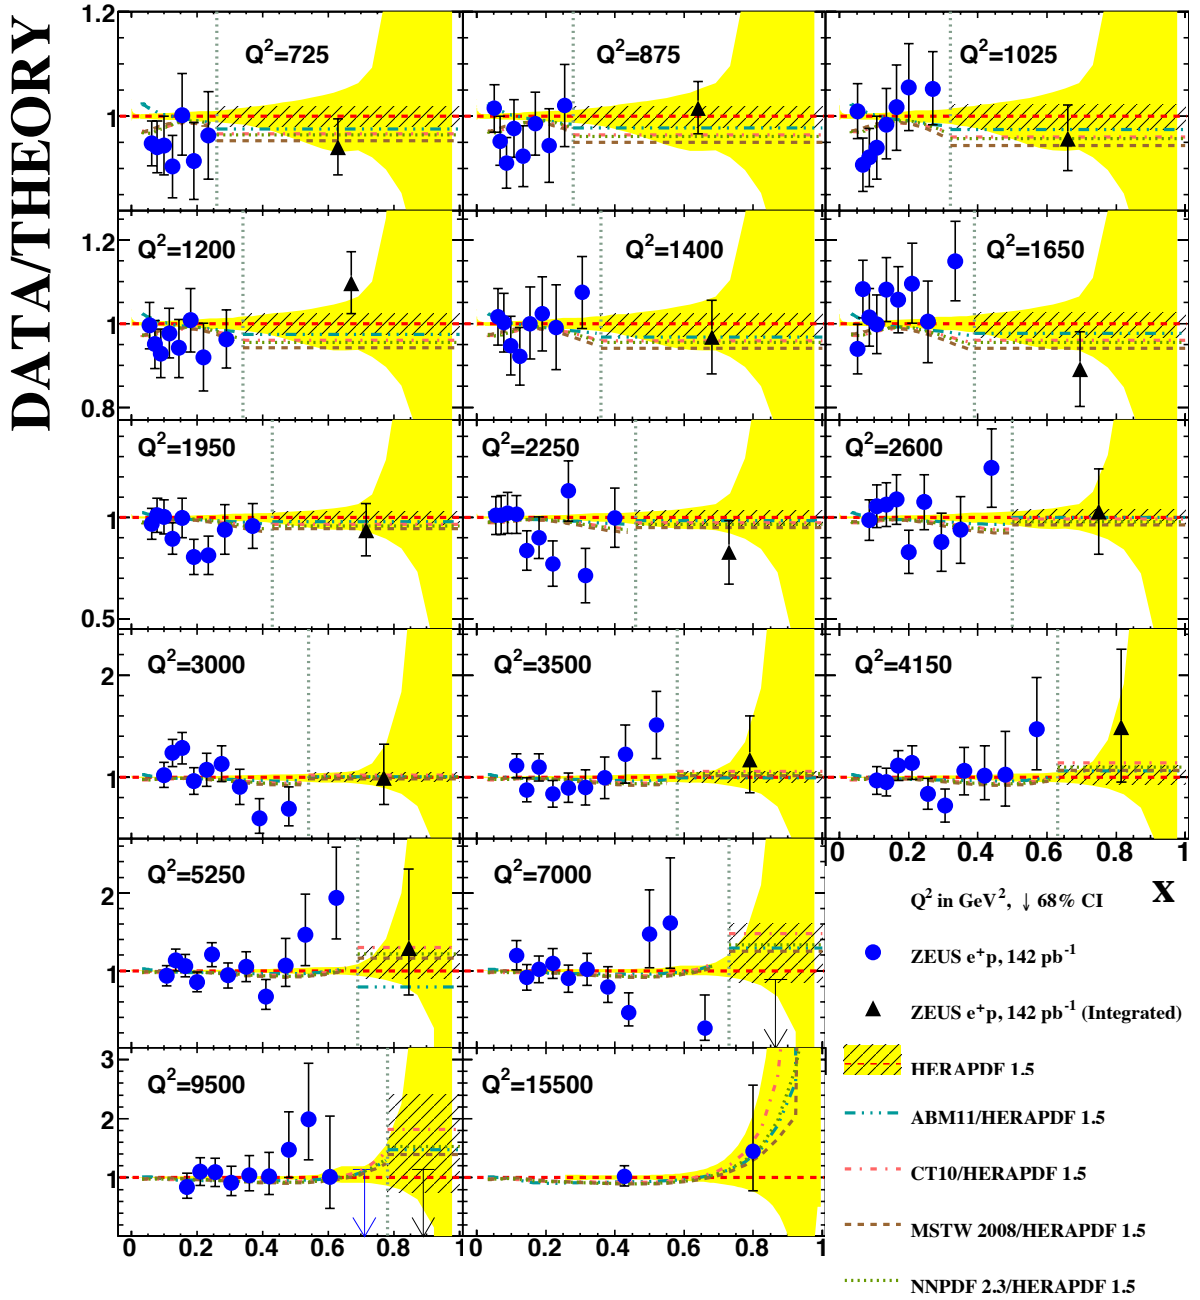 DATA/THEORY
1.2
1
Q²=725
Q²=875
Q²=1025
1.2
1
0.8
Q²=1200
Q²=1400
Q²=1650
1
0.5
Q²=1950
Q²=2250
Q²=2600
2
1
Q²=3000
Q²=3500
Q²=4150
0 0.2 0.4 0.6 0.8 1
x
2
1
Q²=5250
Q²=7000
Q² in GeV², ↓ 68% CI
ZEUS e⁺p, 142 pb⁻¹
ZEUS e⁺p, 142 pb⁻¹ (Integrated)
HERAPDF 1.5
ABM11/HERAPDF 1.5
CT10/HERAPDF 1.5
MSTW 2008/HERAPDF 1.5
NNPDF 2.3/HERAPDF 1.5
3
2
1
Q²=9500
Q²=15500
0 0.2 0.4 0.6 0.8 1
0 0.2 0.4 0.6 0.8 1